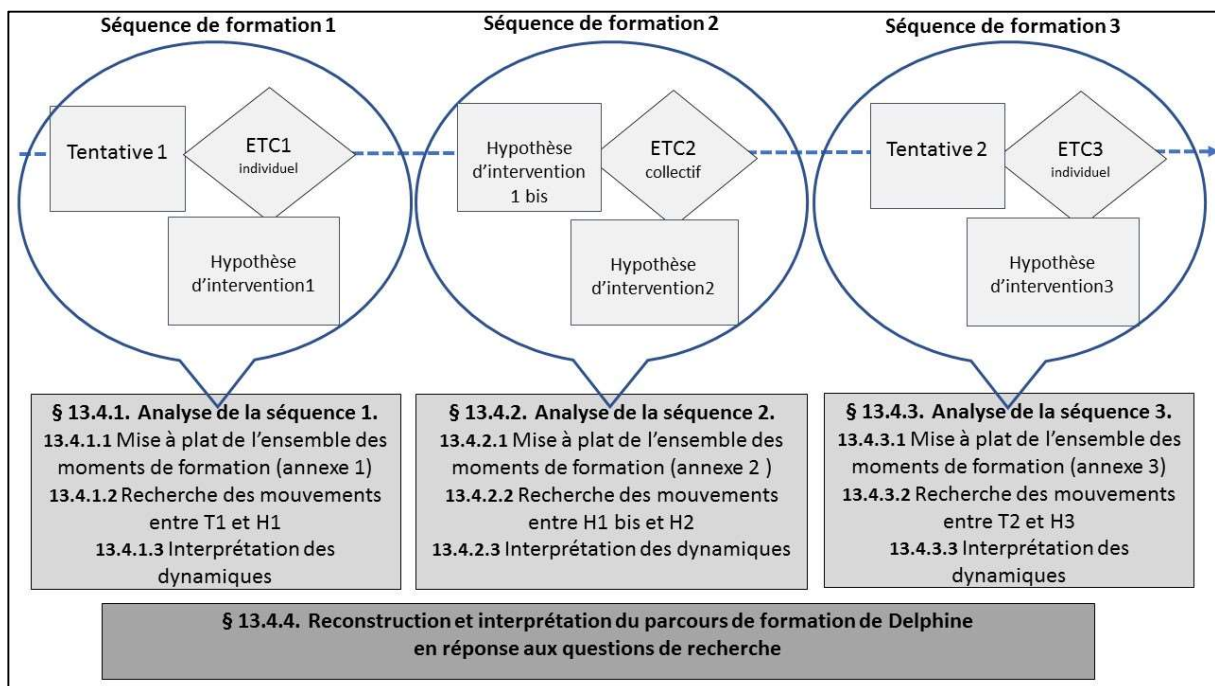 Séquence de formation 1
Séquence de formation 2
Séquence de formation 3
Tentative 1
ETC1
individuel
Hypothèse
d'intervention1
Hypothèse
d'intervention
1 bis
ETC2
collectif
Hypothèse
d'intervention2
Tentative 2
ETC3
individuel
Hypothèse
d'intervention3
§ 13.4.1. Analyse de la séquence 1.
13.4.1.1 Mise à plat de l'ensemble des
moments de formation (annexe 1)
13.4.1.2 Recherche des mouvements
entre T1 et H1
13.4.1.3 Interprétation des
dynamiques
§ 13.4.2. Analyse de la séquence 2.
13.4.2.1 Mise à plat de l'ensemble des
moments de formation (annexe 2 )
13.4.2.2 Recherche des mouvements
entre H1 bis et H2
13.4.2.3 Interprétation des dynamiques
§ 13.4.3. Analyse de la séquence 3.
13.4.3.1 Mise à plat de l'ensemble des
moments de formation (annexe 3)
13.4.3.2 Recherche des mouvements
entre T2 et H3
13.4.3.3 Interprétation des
dynamiques
§ 13.4.4. Reconstruction et interprétation du parcours de formation de Delphine
en réponse aux questions de recherche